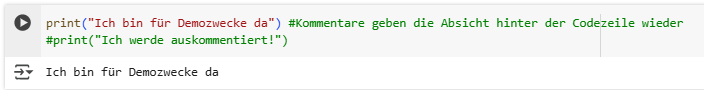 print("Ich bin für Demozwecke da") #Kommentare geben die Absicht hinter der Codezeile wieder
#print("Ich werde auskommentiert!")
Ich bin für Demozwecke da